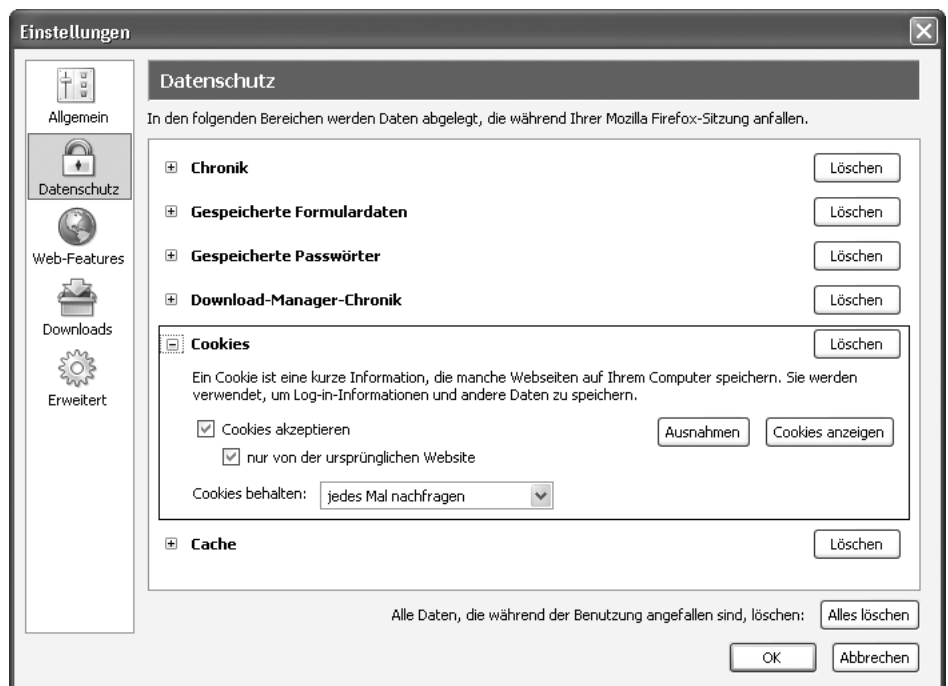 Einstellungen
Allgemein
Datenschutz
Web-Features
Downloads
Erweitert
Datenschutz
In den folgenden Bereichen werden Daten abgelegt, die während Ihrer Mozilla Firefox-Sitzung anfallen.
Chronik Löschen
Gespeicherte Formulardaten Löschen
Gespeicherte Passwörter Löschen
Download-Manager-Chronik Löschen
Cookies Löschen
Ein Cookie ist eine kurze Information, die manche Webseiten auf Ihrem Computer speichern. Sie werden
verwendet, um Log-in-Informationen und andere Daten zu speichern.
Cookies akzeptieren Ausnahmen Cookies anzeigen
nur von der ursprünglichen Website
Cookies behalten: jedes Mal nachfragen
Cache Löschen
Alle Daten, die während der Benutzung angefallen sind, löschen: Alles löschen
OK Abbrechen